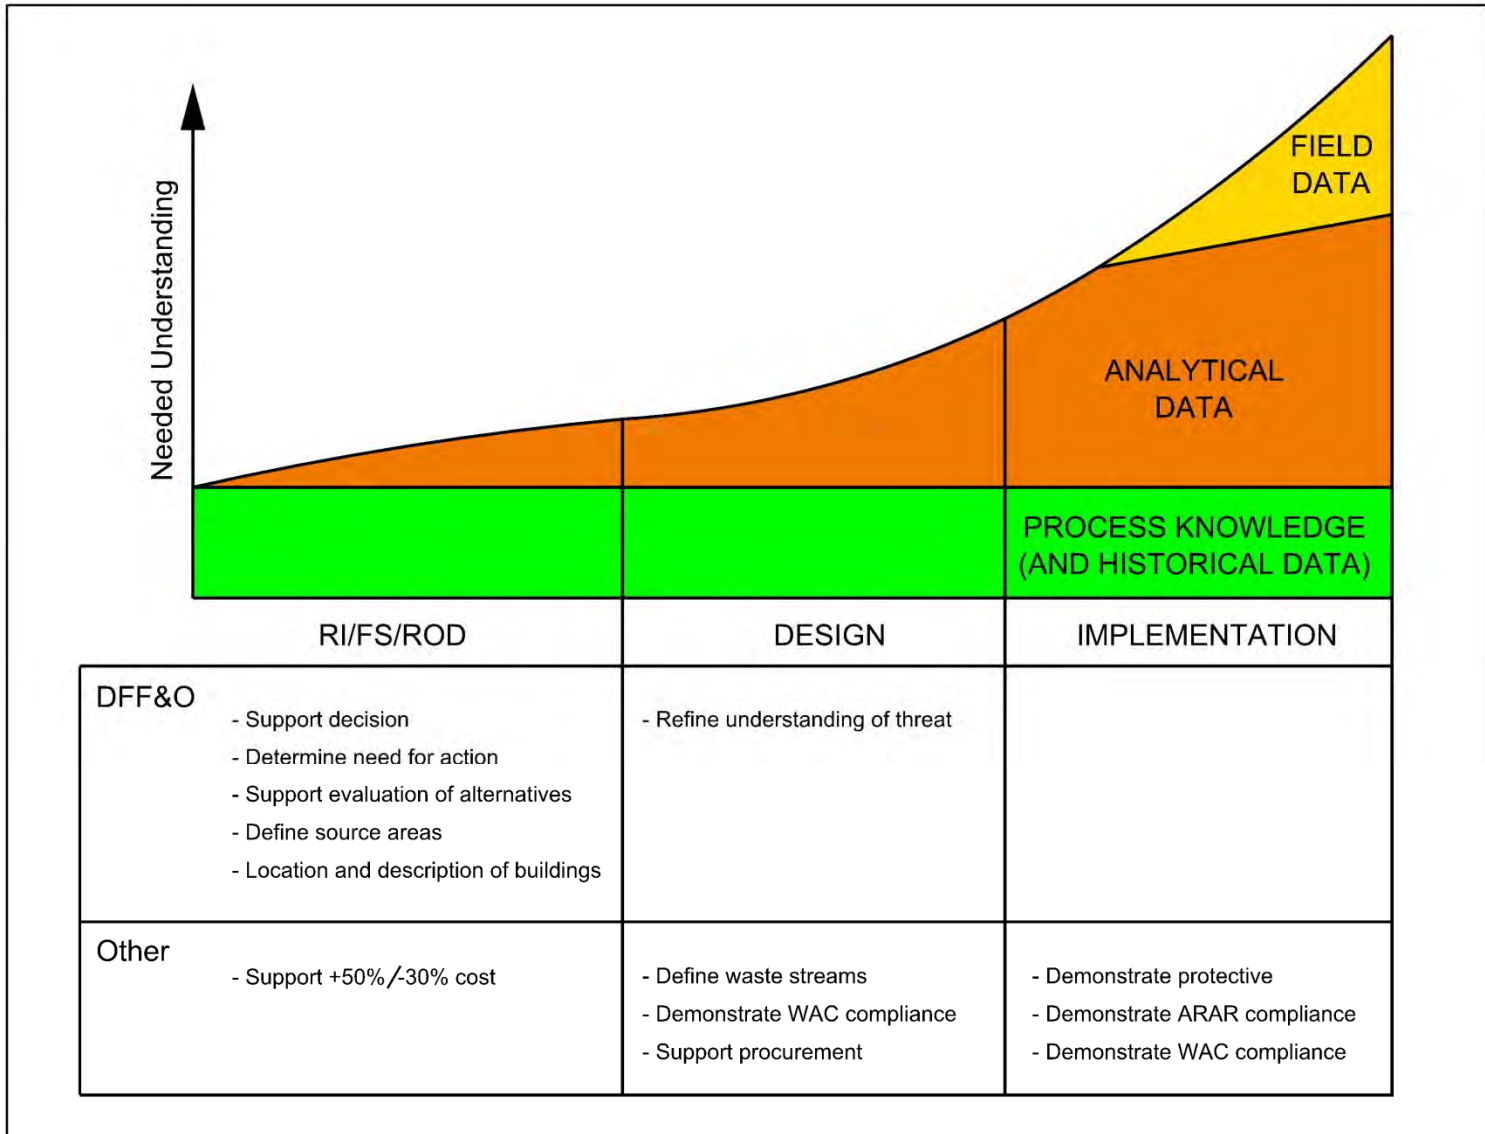 Needed Understanding
FIELD
DATA
ANALYTICAL
DATA
PROCESS KNOWLEDGE
(AND HISTORICAL DATA)
RI/FS/ROD
DESIGN
IMPLEMENTATION
DFF&O
- Support decision
- Determine need for action
- Support evaluation of alternatives
- Define source areas
- Location and description of buildings
- Refine understanding of threat
Other
- Support +50%/-30% cost
- Define waste streams
- Demonstrate WAC compliance
- Support procurement
- Demonstrate protective
- Demonstrate ARAR compliance
- Demonstrate WAC compliance